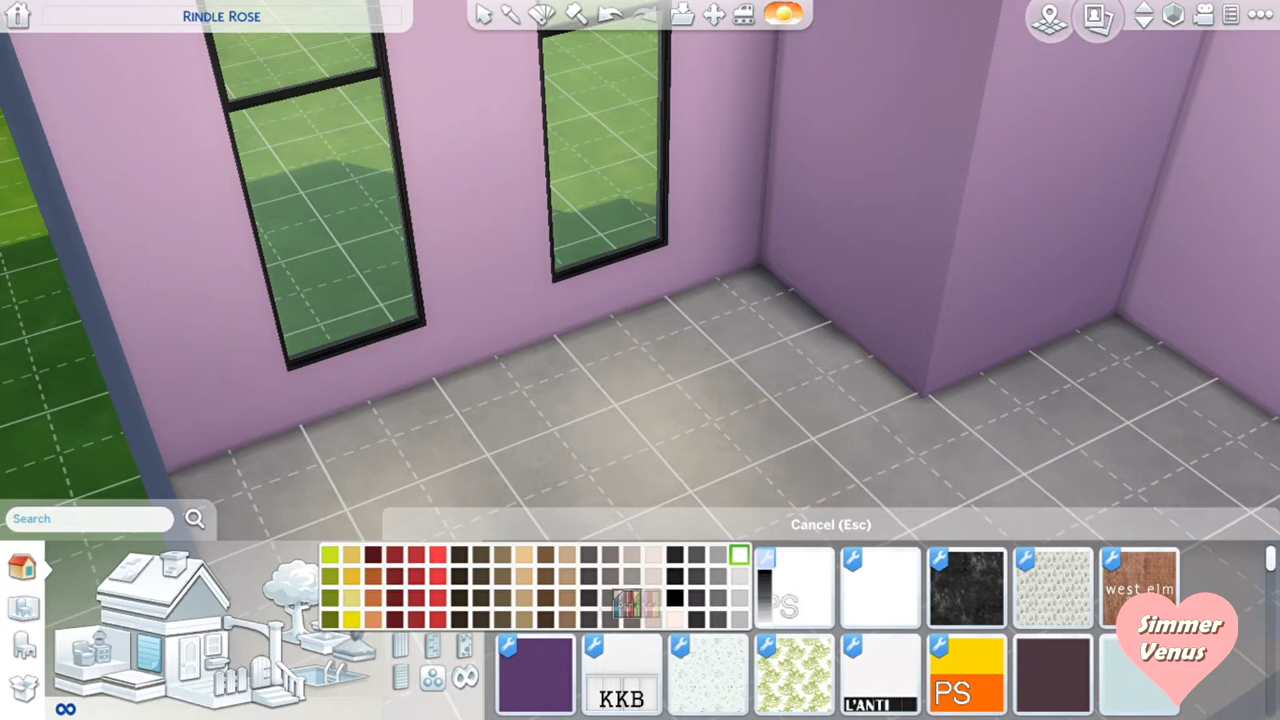 RINDLE ROSE
Search
Cancel (Esc)
PS
west elm
KKB
L'ANTI
PS
Simmer
Venus